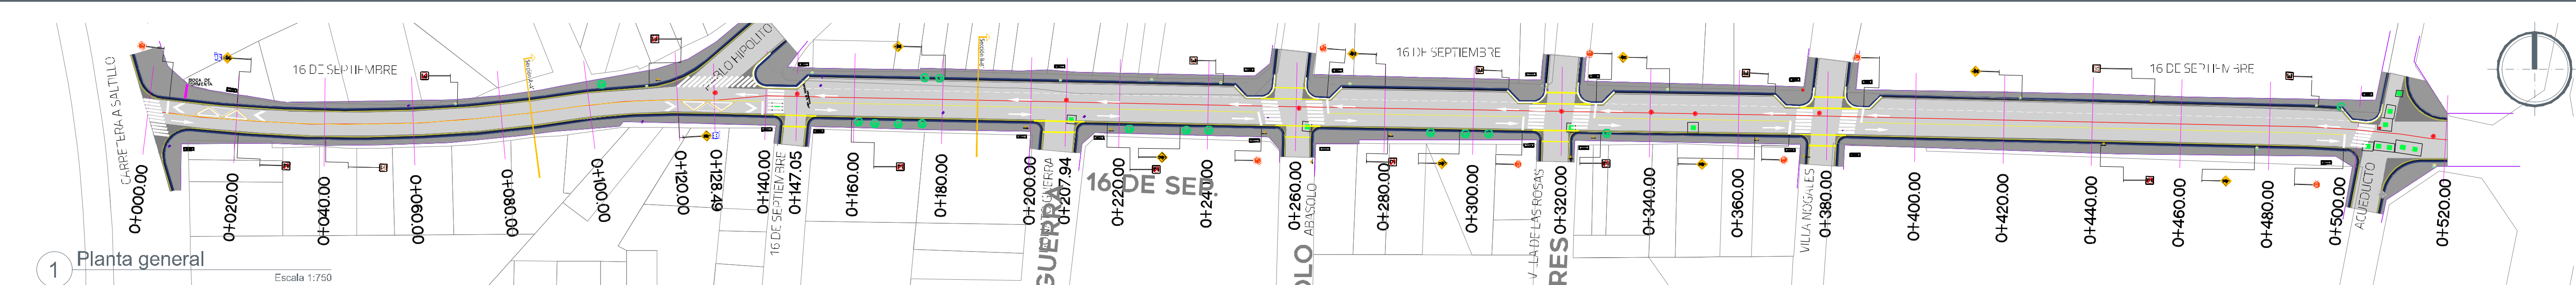 CARRETERA A SALTILLO
16 DE SEPTIEMBRE
16 DE SEPTIEMBRE
16 DE SEPTIEMBRE
0+000.00
0+020.00
0+040.00
0+060.00
0+080.00
0+100.00
0+120.00
0+128.49
0+140.00
0+147.05
0+160.00
0+180.00
0+200.00
0+207.94
0+220.00
0+240.00
0+260.00
0+280.00
0+300.00
0+320.00
0+340.00
0+360.00
0+380.00
0+400.00
0+420.00
0+440.00
0+460.00
0+480.00
0+500.00
0+520.00
16 DE SEPTIEMBRE
GUERRA
16 DE SEP.
OLO
ABASOLO
VILLA DE LAS ROSAS
RES
VILLA NOGALES
ACUEDUCTO
1
Planta general
Escala 1:750